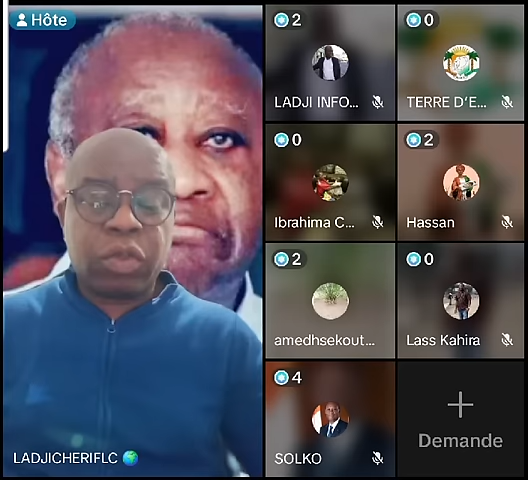 Hôte
LADJICHERIFLC
2
LADJI INFO...
0
TERRE D'E...
0
Ibrahima C...
2
Hassan
2
amedhsekout...
0
Lass Kahira
4
SOLKO
Demande